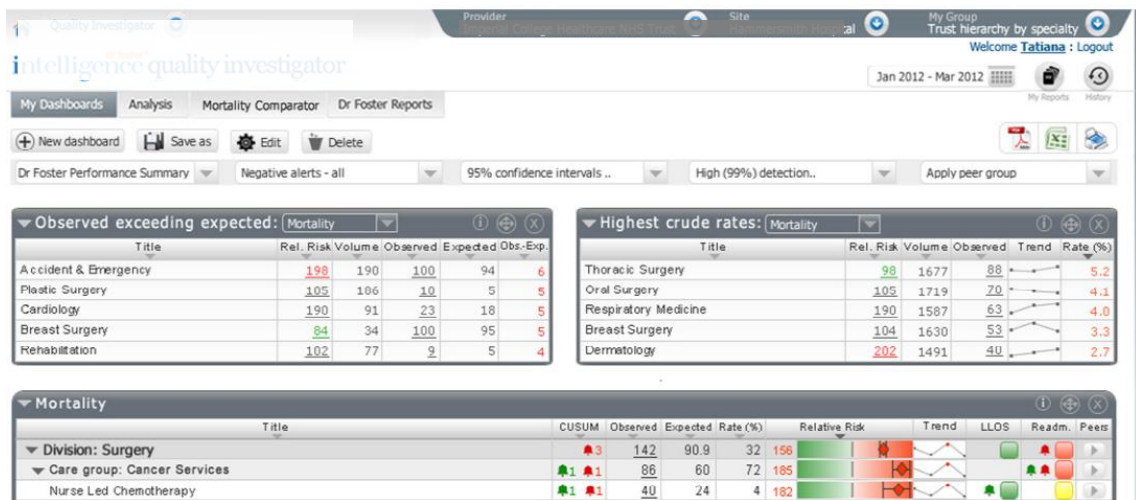 Quality Investigator
Provider
Imperial College Healthcare NHS Trust
Site
Hammersmith Hospital
My Group
Trust hierarchy by specialty
Welcome Tatiana : Logout
intelligence quality investigator
Jan 2012 - Mar 2012
My Reports History
My Dashboards Analysis Mortality Comparator Dr Foster Reports
New dashboard Save as Edit Delete
Dr Foster Performance Summary Negative alerts - all 95% confidence intervals .. High (99%) detection.. Apply peer group
Observed exceeding expected: Mortality
Title Rel. Risk Volume Observed Expected Obs.-Exp.
Accident & Emergency 198 190 100 94 6
Plastic Surgery 105 186 10 5 5
Cardiology 190 91 23 18 5
Breast Surgery 84 34 100 95 5
Rehabilitation 102 77 9 5 4
Highest crude rates: Mortality
Title Rel. Risk Volume Observed Trend Rate (%)
Thoracic Surgery 98 1677 88 5.2
Oral Surgery 105 1719 70 4.1
Respiratory Medicine 190 1587 63 4.0
Breast Surgery 104 1630 53 3.3
Dermatology 202 1491 40 2.7
Mortality
Title CUSUM Observed Expected Rate (%) Relative Risk Trend LLOS Readm. Peers
Division: Surgery 3 142 90.9 32 156
Care group: Cancer Services 1 1 86 60 72 185
Nurse Led Chemotherapy 1 1 40 24 4 182